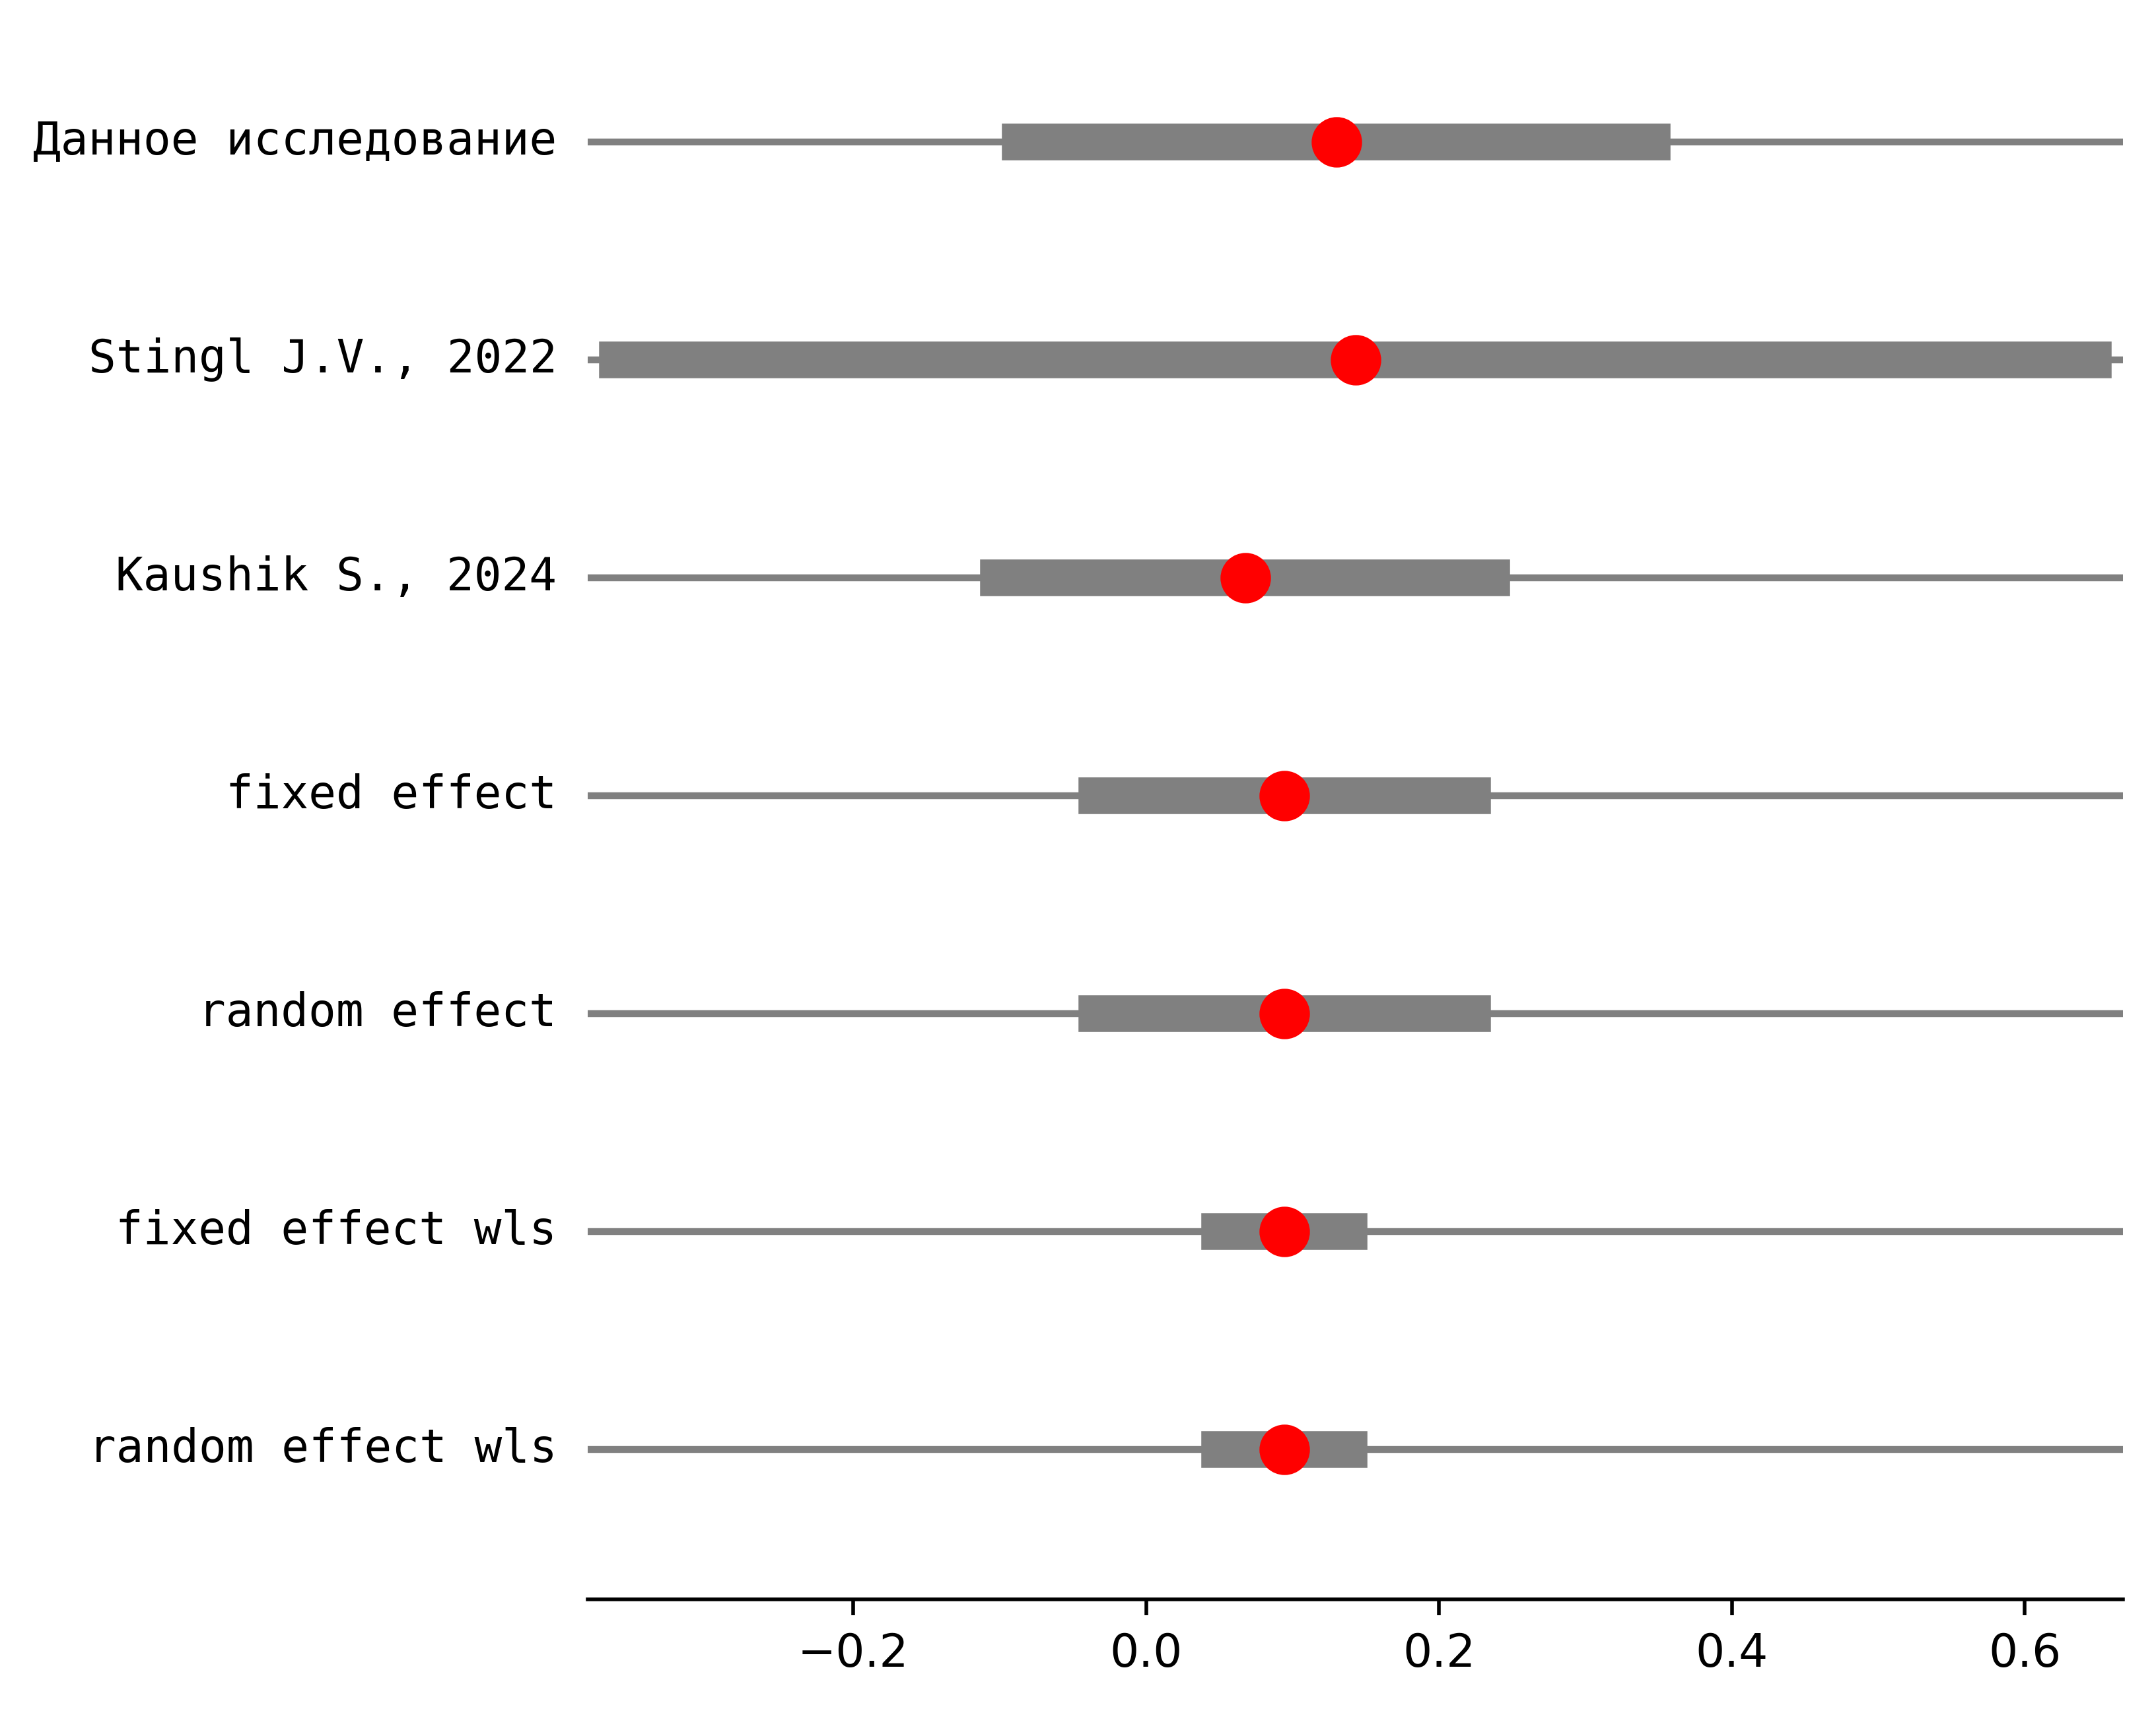 Данное исследование
Stingl J.V., 2022
Kaushik S., 2024
fixed effect
random effect
fixed effect wls
random effect wls
−0.2 0.0 0.2 0.4 0.6